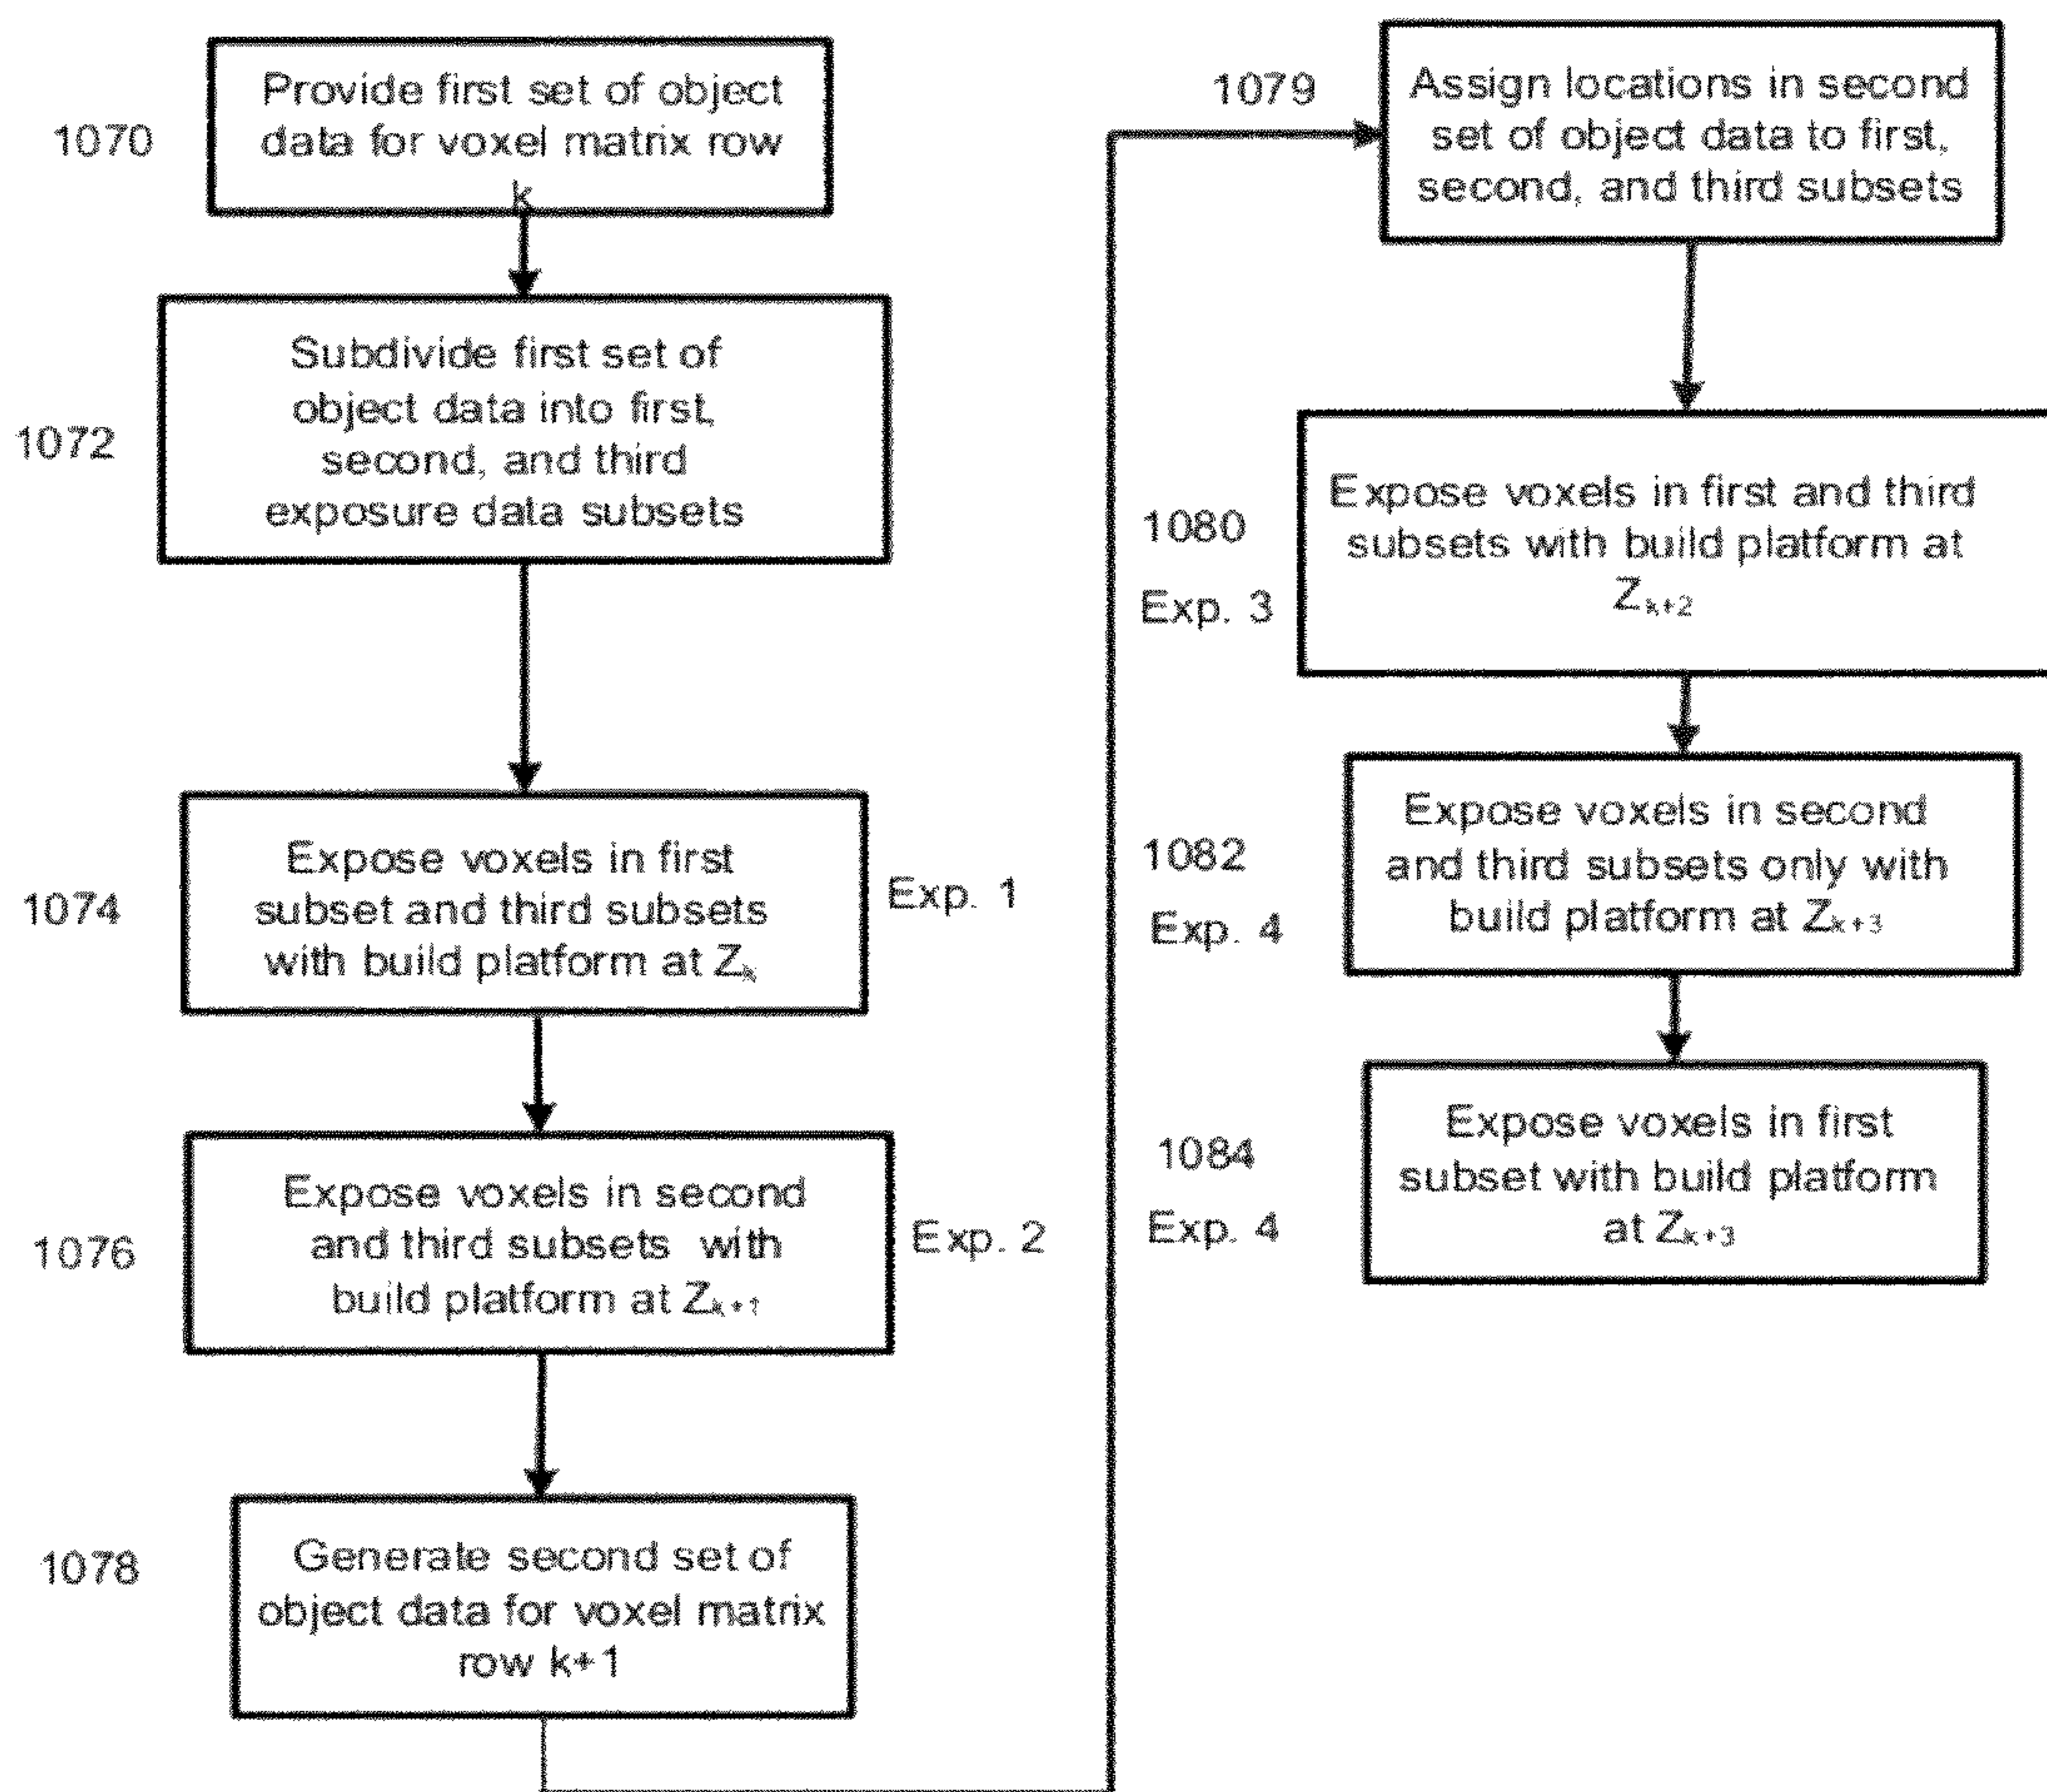 1070
Provide first set of object
data for voxel matrix row
k
1072
Subdivide first set of
object data into first,
second, and third
exposure data subsets
1074
Expose voxels in first
subset and third subsets
with build platform at Zk
Exp. 1
1076
Expose voxels in second
and third subsets with
build platform at Zk+1
Exp. 2
1078
Generate second set of
object data for voxel matrix
row k+1
1079
Assign locations in second
set of object data to first,
second, and third subsets
1080
Exp. 3
Expose voxels in first and third
subsets with build platform at
Zk+2
1082
Exp. 4
Expose voxels in second
and third subsets only with
build platform at Zk+3
1084
Exp. 4
Expose voxels in first
subset with build platform
at Zk+3